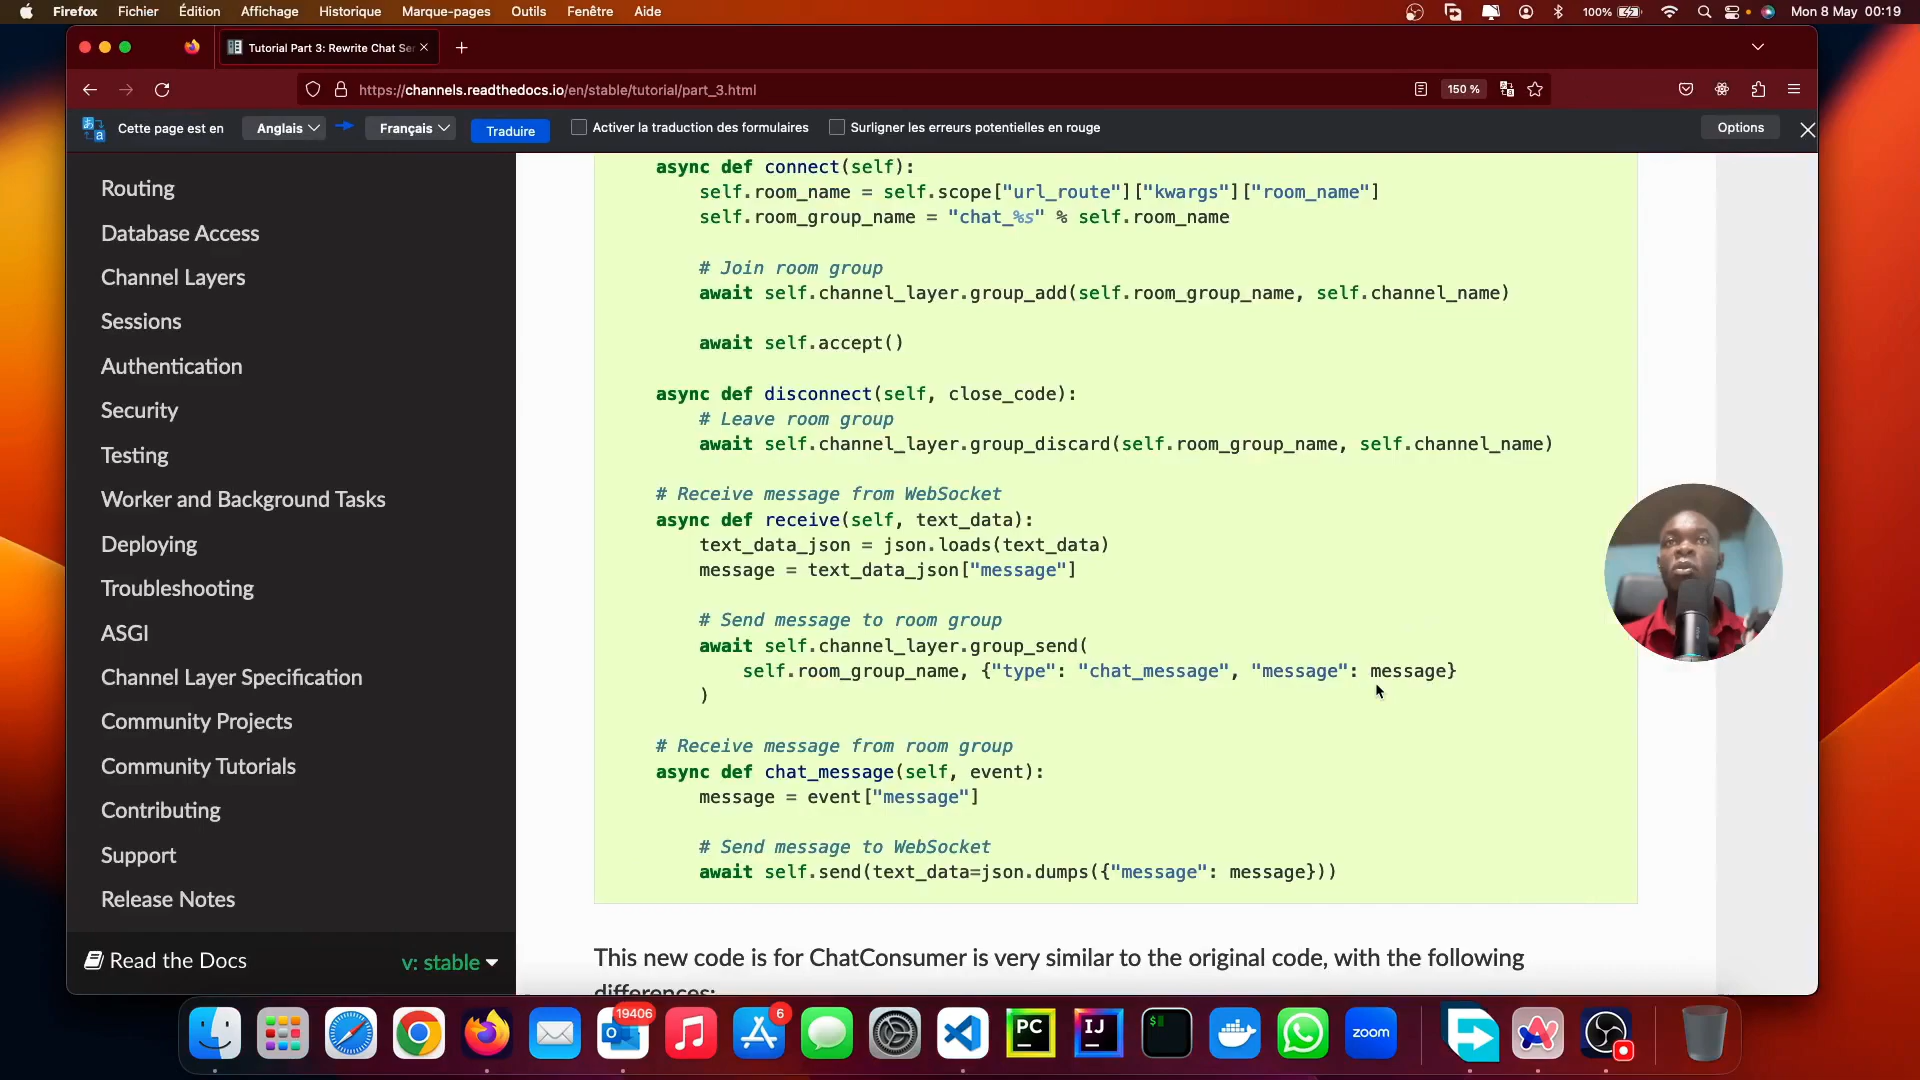 Firefox Fichier Édition Affichage Historique Marque-pages Outils Fenêtre Aide 100% Mon 8 May 00:19
Tutorial Part 3: Rewrite Chat Ser
https://channels.readthedocs.io/en/stable/tutorial/part_3.html 150 %
Cette page est en Anglais Français Traduire Activer la traduction des formulaires Surligner les erreurs potentielles en rouge Options
Routing
Database Access
Channel Layers
Sessions
Authentication
Security
Testing
Worker and Background Tasks
Deploying
Troubleshooting
ASGI
Channel Layer Specification
Community Projects
Community Tutorials
Contributing
Support
Release Notes
Read the Docs v: stable
async def connect(self):
self.room_name = self.scope["url_route"]["kwargs"]["room_name"]
self.room_group_name = "chat_%s" % self.room_name
# Join room group
await self.channel_layer.group_add(self.room_group_name, self.channel_name)
await self.accept()
async def disconnect(self, close_code):
# Leave room group
await self.channel_layer.group_discard(self.room_group_name, self.channel_name)
# Receive message from WebSocket
async def receive(self, text_data):
text_data_json = json.loads(text_data)
message = text_data_json["message"]
# Send message to room group
await self.channel_layer.group_send(
self.room_group_name, {"type": "chat_message", "message": message}
)
# Receive message from room group
async def chat_message(self, event):
message = event["message"]
# Send message to WebSocket
await self.send(text_data=json.dumps({"message": message}))
This new code is for ChatConsumer is very similar to the original code, with the following
differences:
19406
6
PC
IJ
$
zoom